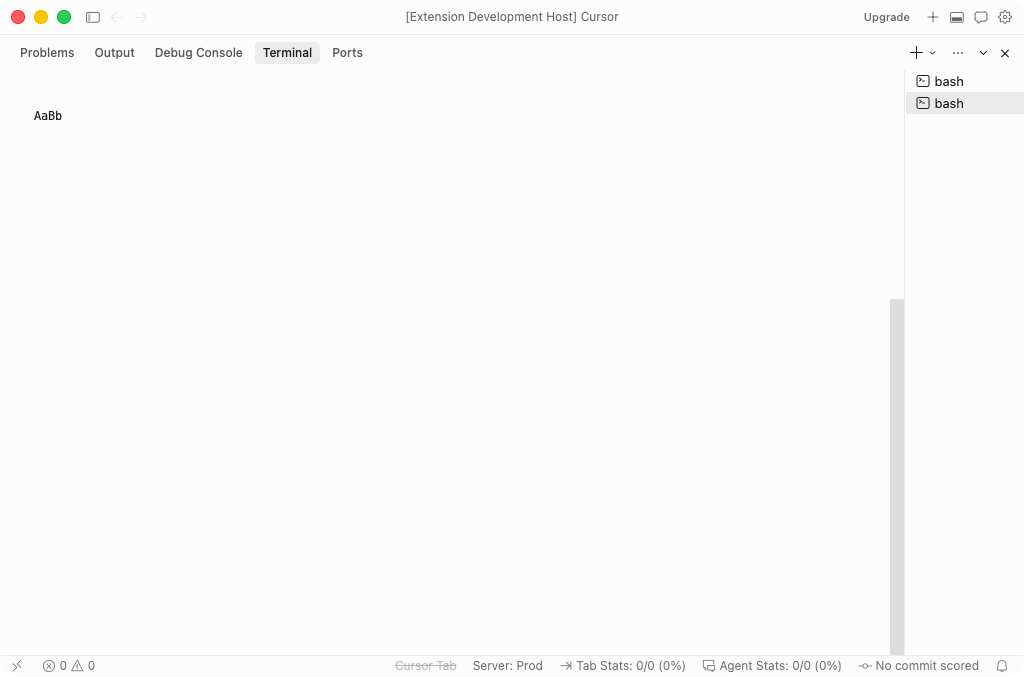 [Extension Development Host] Cursor
Upgrade
Problems Output Debug Console Terminal Ports
bash
bash
AaBb
0 0
Cursor Tab Server: Prod Tab Stats: 0/0 (0%) Agent Stats: 0/0 (0%) No commit scored